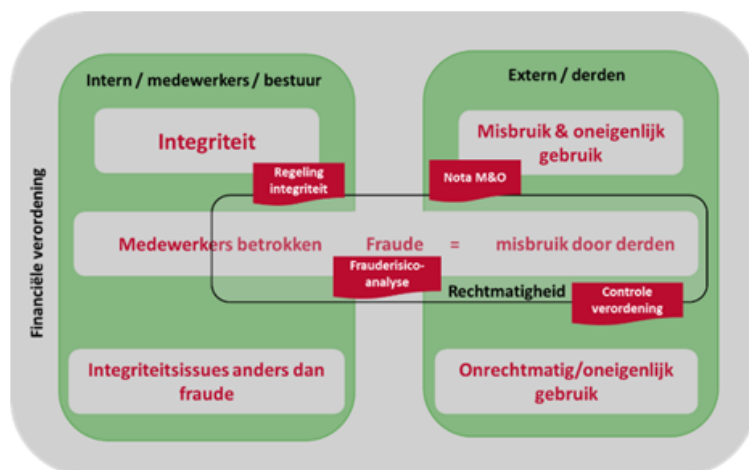 Financiële verordening
Intern / medewerkers / bestuur
Integriteit
Regeling
integriteit
Extern / derden
Misbruik & oneigenlijk
gebruik
Nota M&O
Medewerkers betrokken Fraude = misbruik door derden
Frauderisico-
analyse
Rechtmatigheid
Controle
verordening
Integriteitsissues anders dan
fraude
Onrechtmatig/oneigenlijk
gebruik